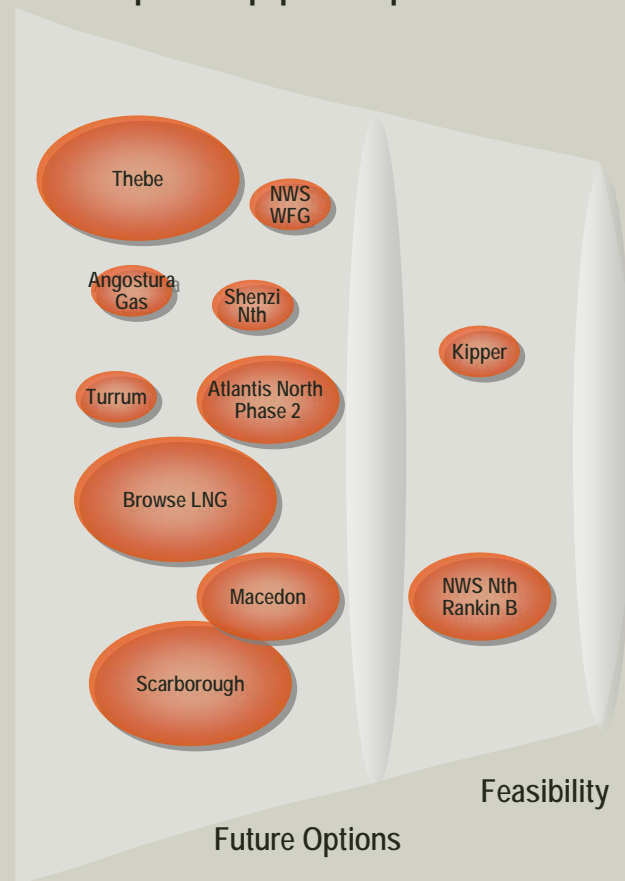 Thebe
NWS
WFG
Angostura
Gas
Shenzi
Nth
Kipper
Turrum
Atlantis North
Phase 2
Browse LNG
Macedon
NWS Nth
Rankin B
Scarborough
Feasibility
Future Options